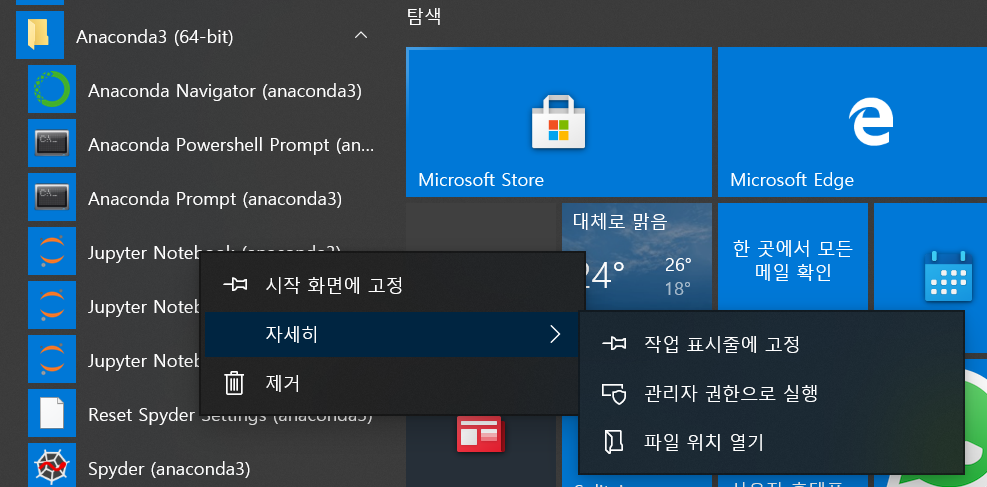 탐색
Anaconda3 (64-bit)
Anaconda Navigator (anaconda3)
Anaconda Powershell Prompt (an...
Anaconda Prompt (anaconda3)
Jupyter Notebook (anaconda3)
Jupyter
Jupyter
Reset Spyder Settings (anaconda3)
Spyder (anaconda3)
시작 화면에 고정
자세히
제거
작업 표시줄에 고정
관리자 권한으로 실행
파일 위치 열기
Microsoft Store
Microsoft Edge
대체로 맑음
24°
26°
18°
한 곳에서 모든
메일 확인